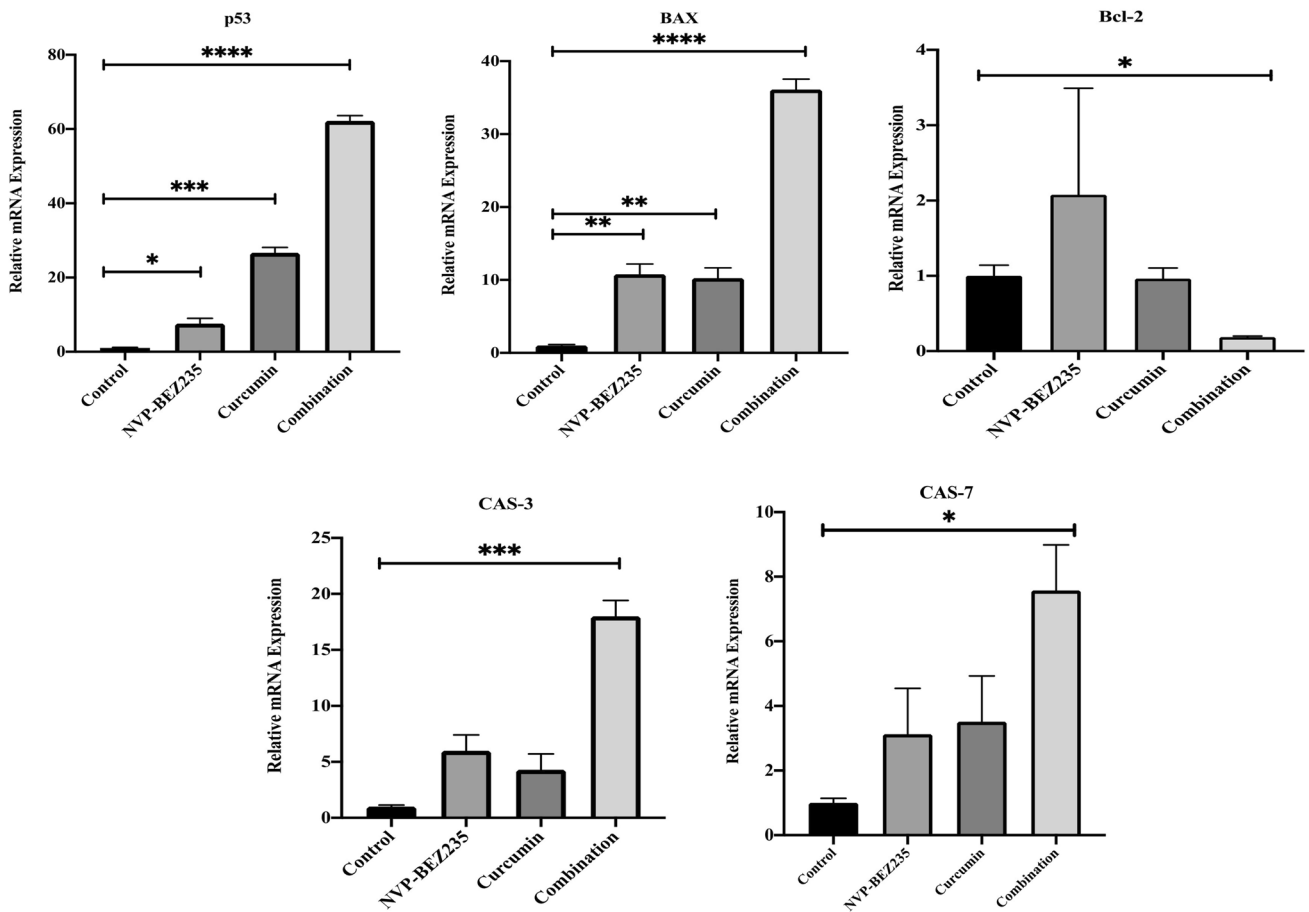 p53
Relative mRNA Expression
80
60
40
20
0
****
***
*
Control
NVP-BEZ235
Curcumin
Combination
BAX
Relative mRNA Expression
40
30
20
10
0
****
**
**
Control
NVP-BEZ235
Curcumin
Combination
Bcl-2
Relative mRNA Expression
4
3
2
1
0
*
Control
NVP-BEZ235
Curcumin
Combination
CAS-3
Relative mRNA Expression
25
20
15
10
5
0
***
Control
NVP-BEZ235
Curcumin
Combination
CAS-7
Relative mRNA Expression
10
8
6
4
2
0
*
Control
NVP-BEZ235
Curcumin
Combination